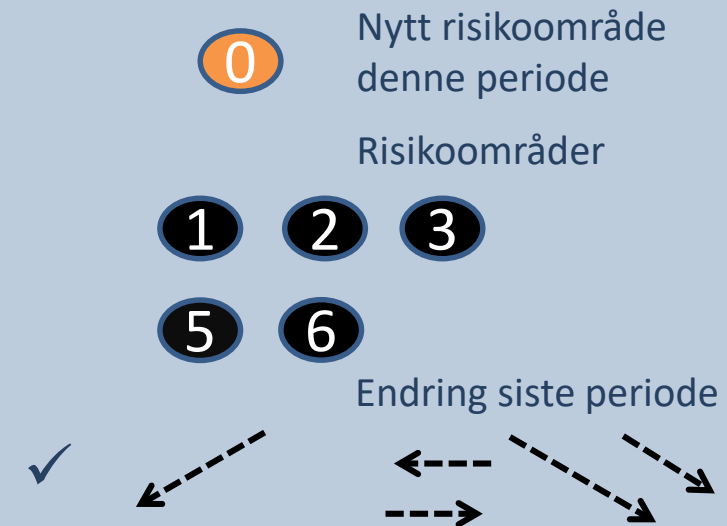 0
Nytt risikoområde
denne periode
Risikoområder
1 2 3
5 6
Endring siste periode